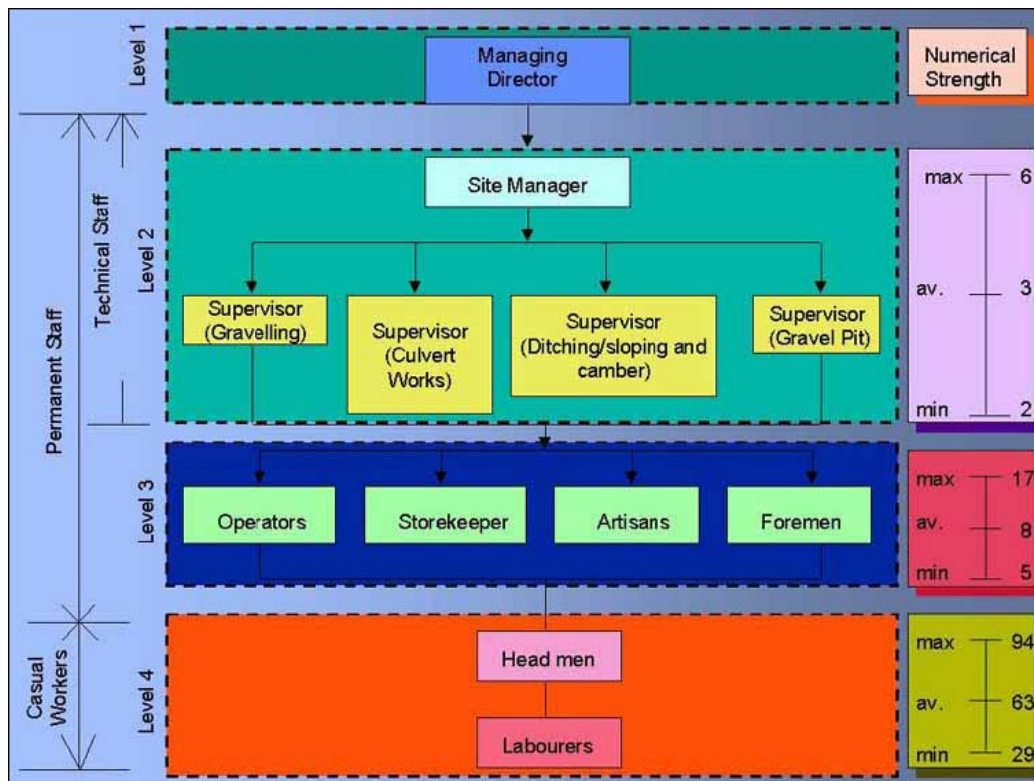 Level 1
Managing
Director
Numerical
Strength
Permanent Staff
Technical Staff
Level 2
Site Manager
Supervisor
(Gravelling)
Supervisor
(Culvert
Works)
Supervisor
(Ditching/sloping and
camber)
Supervisor
(Gravel Pit)
max 6
av. 3
min 2
Level 3
Operators
Storekeeper
Artisans
Foremen
max 17
av. 8
min 5
Casual
Workers
Level 4
Head men
Labourers
max 94
av. 63
min 29